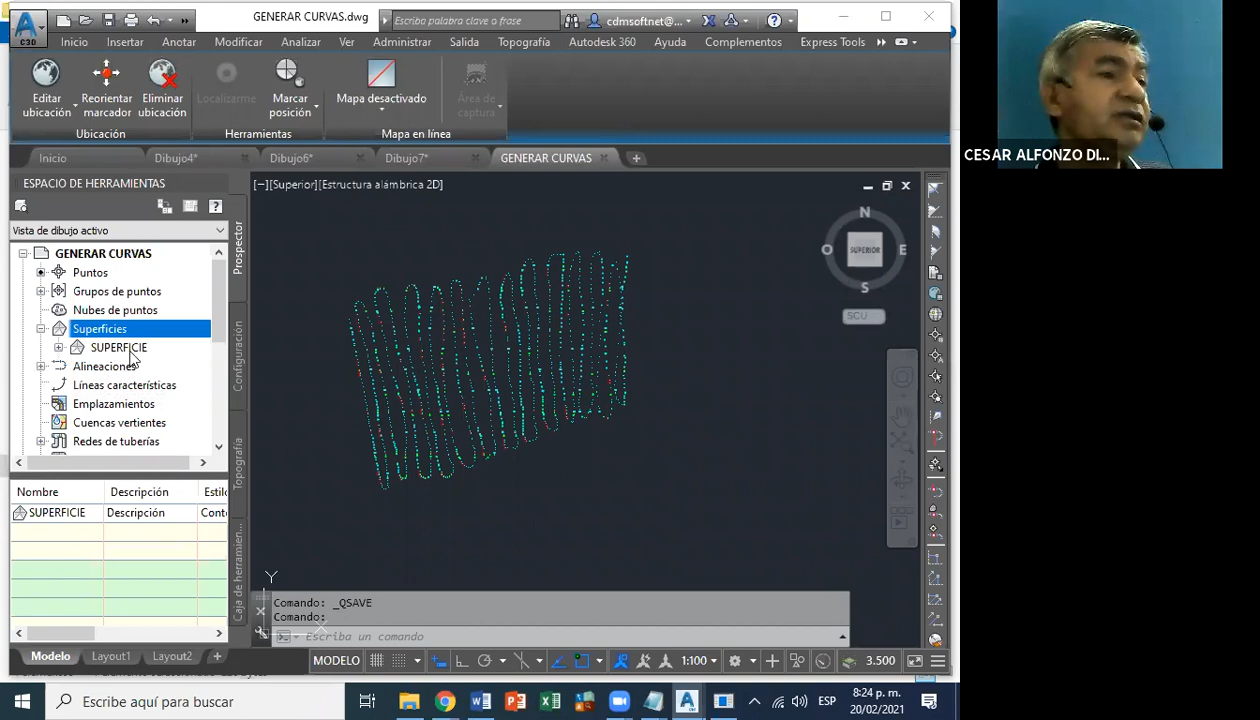 GENERAR CURVAS.dwg
Escriba palabra clave o frase
cdmsoftnet@...
C3D
Inicio Insertar Anotar Modificar Analizar Ver Administrar Salida Topografía Autodesk 360 Ayuda Complementos Express Tools
Editar ubicación
Reorientar marcador
Eliminar ubicación
Localizarme
Marcar posición
Mapa desactivado
Área de captura
Ubicación Herramientas Mapa en línea
Inicio Dibujo4* Dibujo6* Dibujo7* GENERAR CURVAS
CESAR ALFONZO DI...
ESPACIO DE HERRAMIENTAS
[−][Superior][Estructura alámbrica 2D]
Vista de dibujo activo
GENERAR CURVAS
Puntos
Grupos de puntos
Nubes de puntos
Superficies
SUPERFICIE
Alineaciones
Líneas características
Emplazamientos
Cuencas vertientes
Redes de tuberías
Prospector
Configuración
Topografía
Caja de herramien...
N
O SUPERIOR E
S
SCU
Nombre Descripción Estilo
SUPERFICIE Descripción Cont
Y
X
Comando: _QSAVE
Comando:
Escriba un comando
Modelo Layout1 Layout2
MODELO 1:100 3.500
Escribe aquí para buscar
ESP
8:24 p. m.
20/02/2021